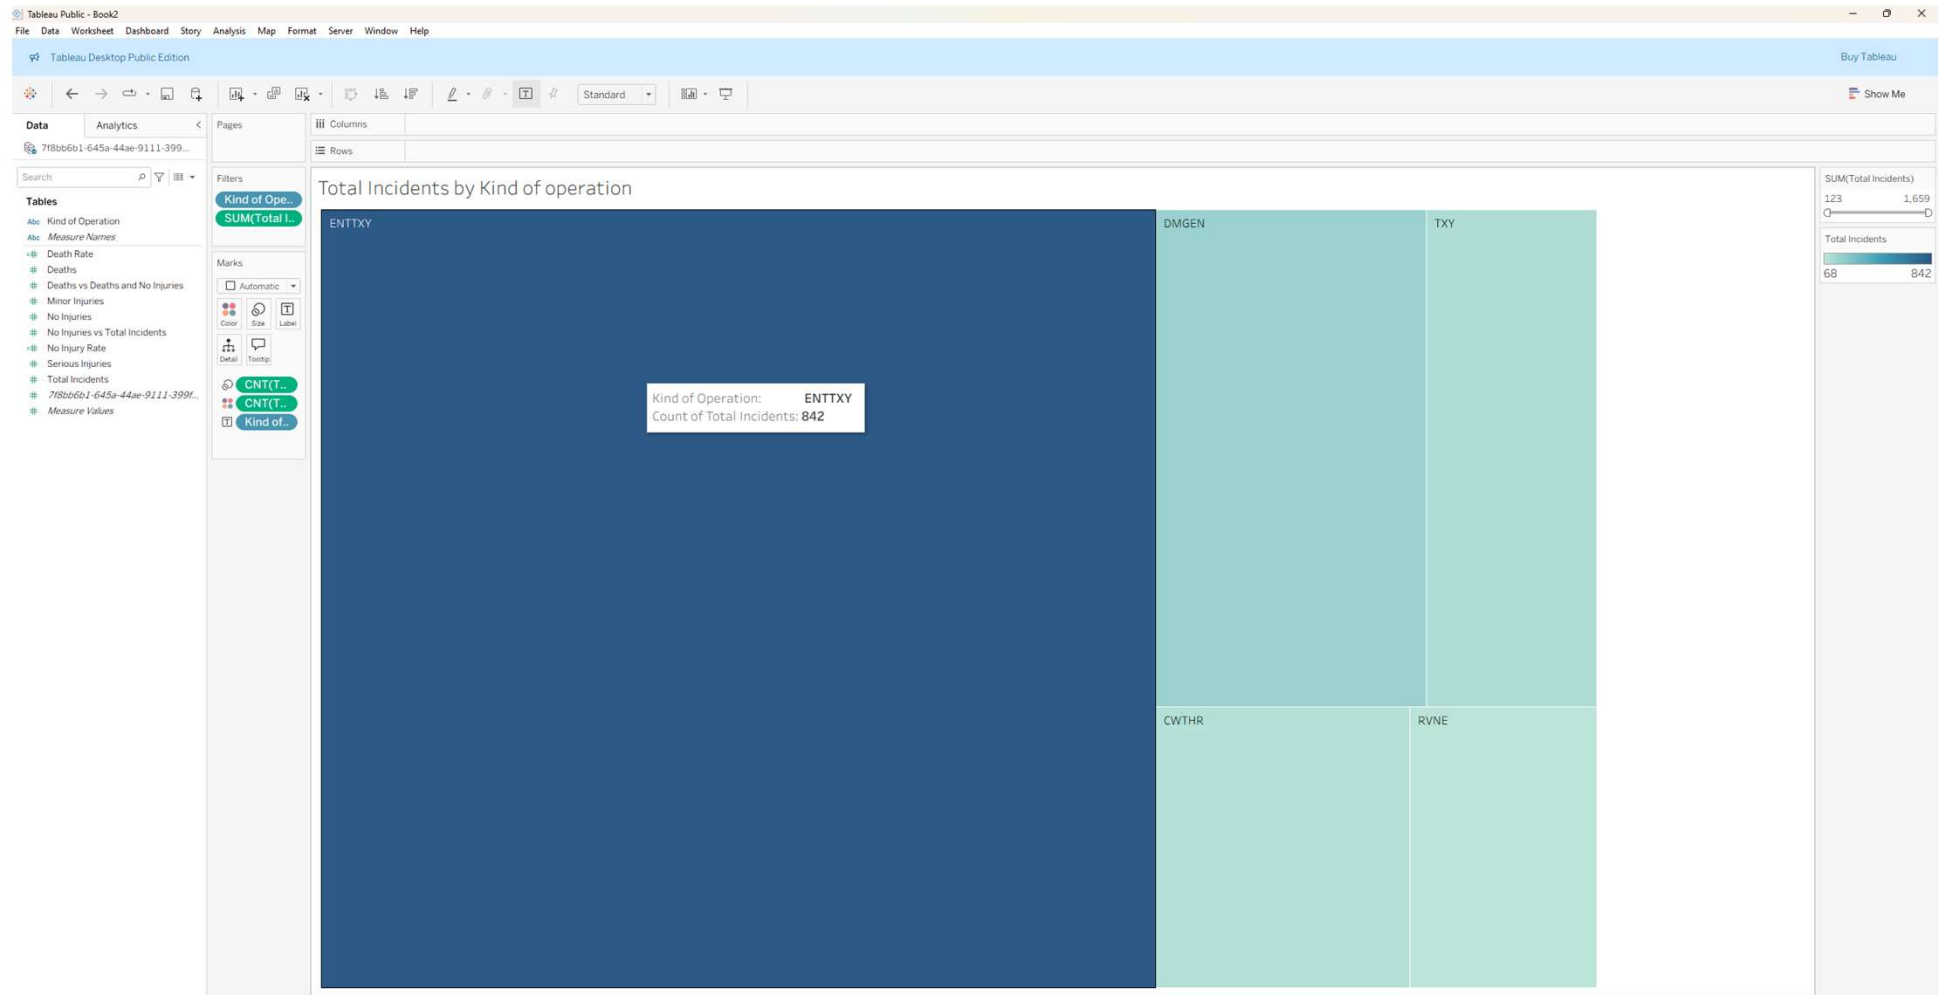 Tableau Public - Book2
File Data Worksheet Dashboard Story Analysis Map Format Server Window Help
Tableau Desktop Public Edition
Buy Tableau
Standard
Show Me
Data
Analytics
7f8bb6b1-645a-44ae-9111-399...
Search
Tables
Abc Kind of Operation
Abc Measure Names
Death Rate
Deaths
Deaths vs Deaths and No Injuries
Minor Injuries
No Injuries
No Injuries vs Total Incidents
No Injury Rate
Serious Injuries
Total Incidents
7f8bb6b1-645a-44ae-9111-399f...
Measure Values
Pages
Filters
Kind of Ope..
SUM(Total I..
Marks
Automatic
Color Size Label
Detail Tooltip
CNT(T..
CNT(T..
Kind of..
Columns
Rows
Total Incidents by Kind of operation
ENTTXY
Kind of Operation: ENTTXY
Count of Total Incidents: 842
DMGEN
TXY
CWTHR
RVNE
SUM(Total Incidents)
123 1,659
Total Incidents
68 842